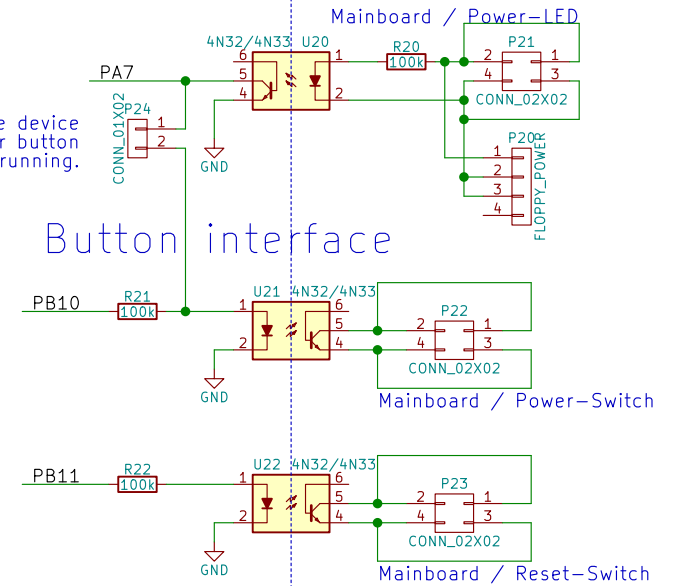 Mainboard / Power-LED
4N32/4N33 U20
R20
P21
6
5
4
1
2
100k
2
4
1
3
PA7
CONN_02X02
P24
CONN_01X02
1
2
e device
r button
running.
GND
P20
FLOPPY_POWER
1
2
3
4
Button interface
U21 4N32/4N33
PB10
R21
100k
1
2
6
5
4
P22
2
4
1
3
CONN_02X02
GND
Mainboard / Power-Switch
U22 4N32/4N33
PB11
R22
100k
1
2
6
5
4
P23
2
4
1
3
CONN_02X02
GND
Mainboard / Reset-Switch